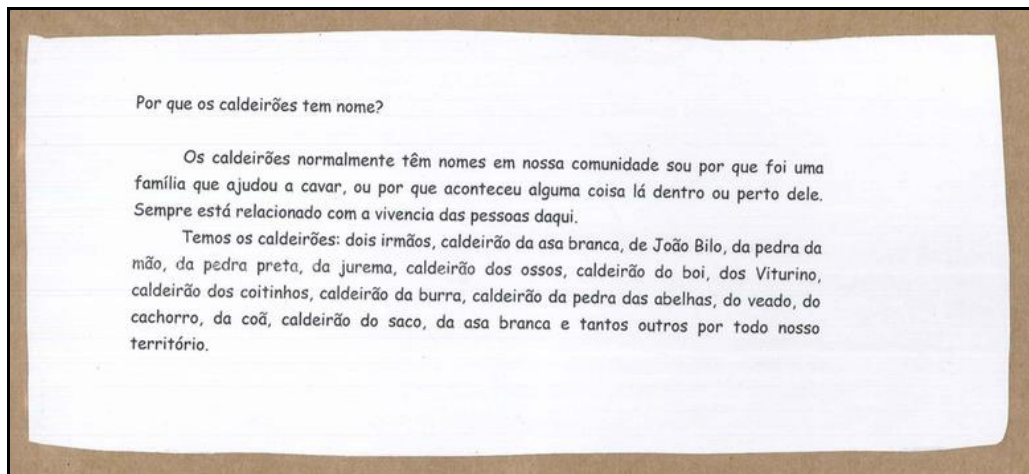 Por que os caldeirões tem nome?
Os caldeirões normalmente têm nomes em nossa comunidade sou por que foi uma
família que ajudou a cavar, ou por que aconteceu alguma coisa lá dentro ou perto dele.
Sempre está relacionado com a vivencia das pessoas daqui.
Temos os caldeirões: dois irmãos, caldeirão da asa branca, de João Bilo, da pedra da
mão, da pedra preta, da jurema, caldeirão dos ossos, caldeirão do boi, dos Viturino,
caldeirão dos coitinhos, caldeirão da burra, caldeirão da pedra das abelhas, do veado, do
cachorro, da coã, caldeirão do saco, da asa branca e tantos outros por todo nosso
território.